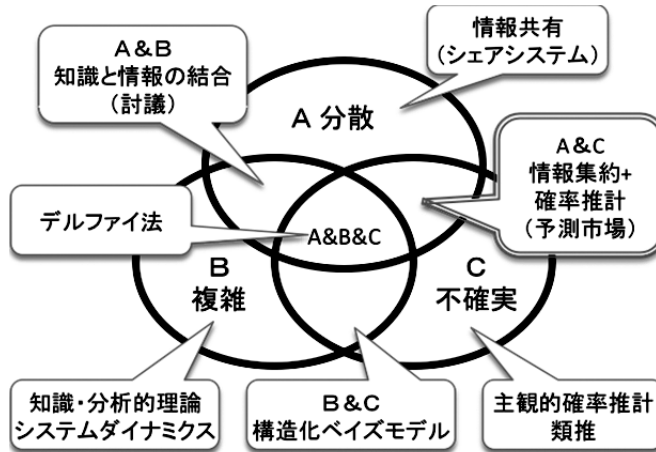 A&B
知識と情報の結合
(討議)
情報共有
(シェアシステム)
A 分散
A&C
情報集約+
確率推計
(予測市場)
デルファイ法
A&B&C
B
複雑
C
不確実
知識・分析的理論
システムダイナミクス
B&C
構造化ベイズモデル
主観的確率推計
類推